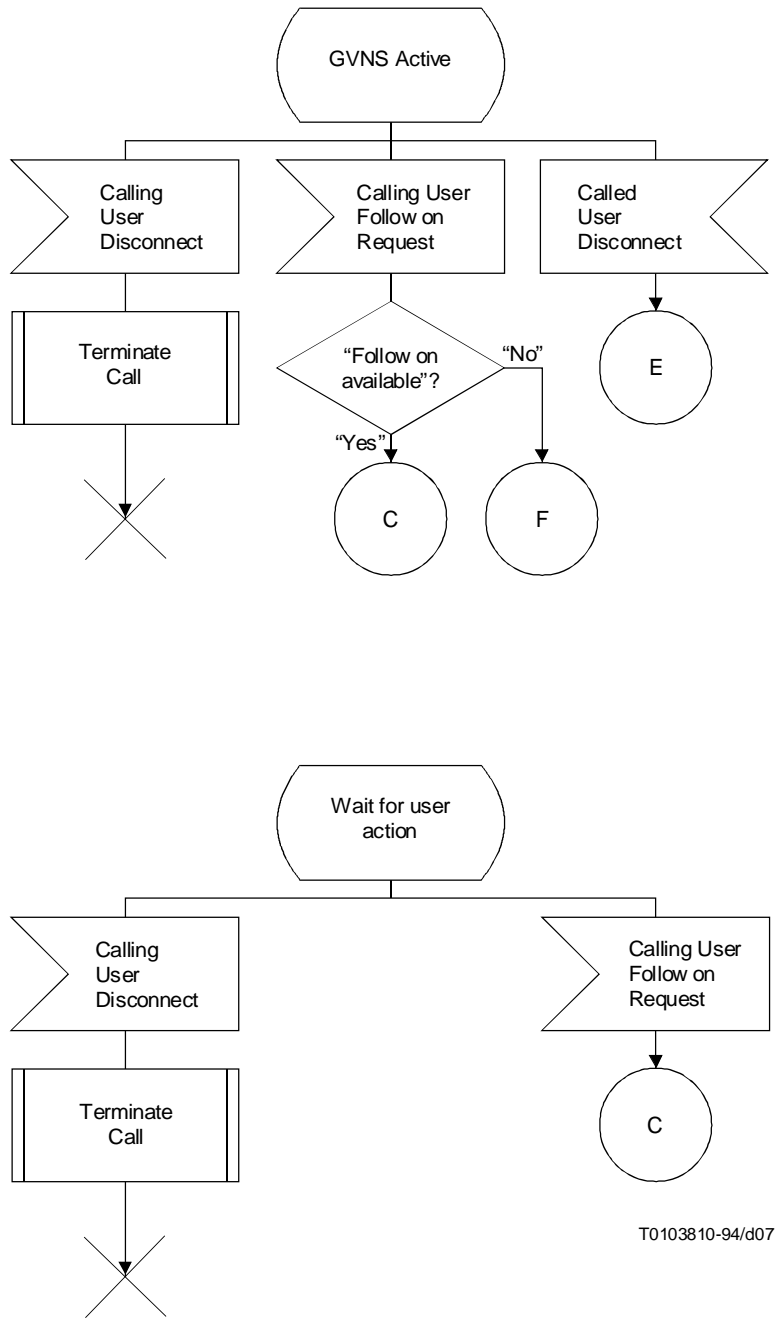 GVNS Active
Calling
User
Disconnect
Calling User
Follow on
Request
Called
User
Disconnect
Terminate
Call
“Follow on
available”?
“No”
“Yes”
E
C
F
Wait for user
action
Calling
User
Disconnect
Calling User
Follow on
Request
Terminate
Call
C
T0103810-94/d07